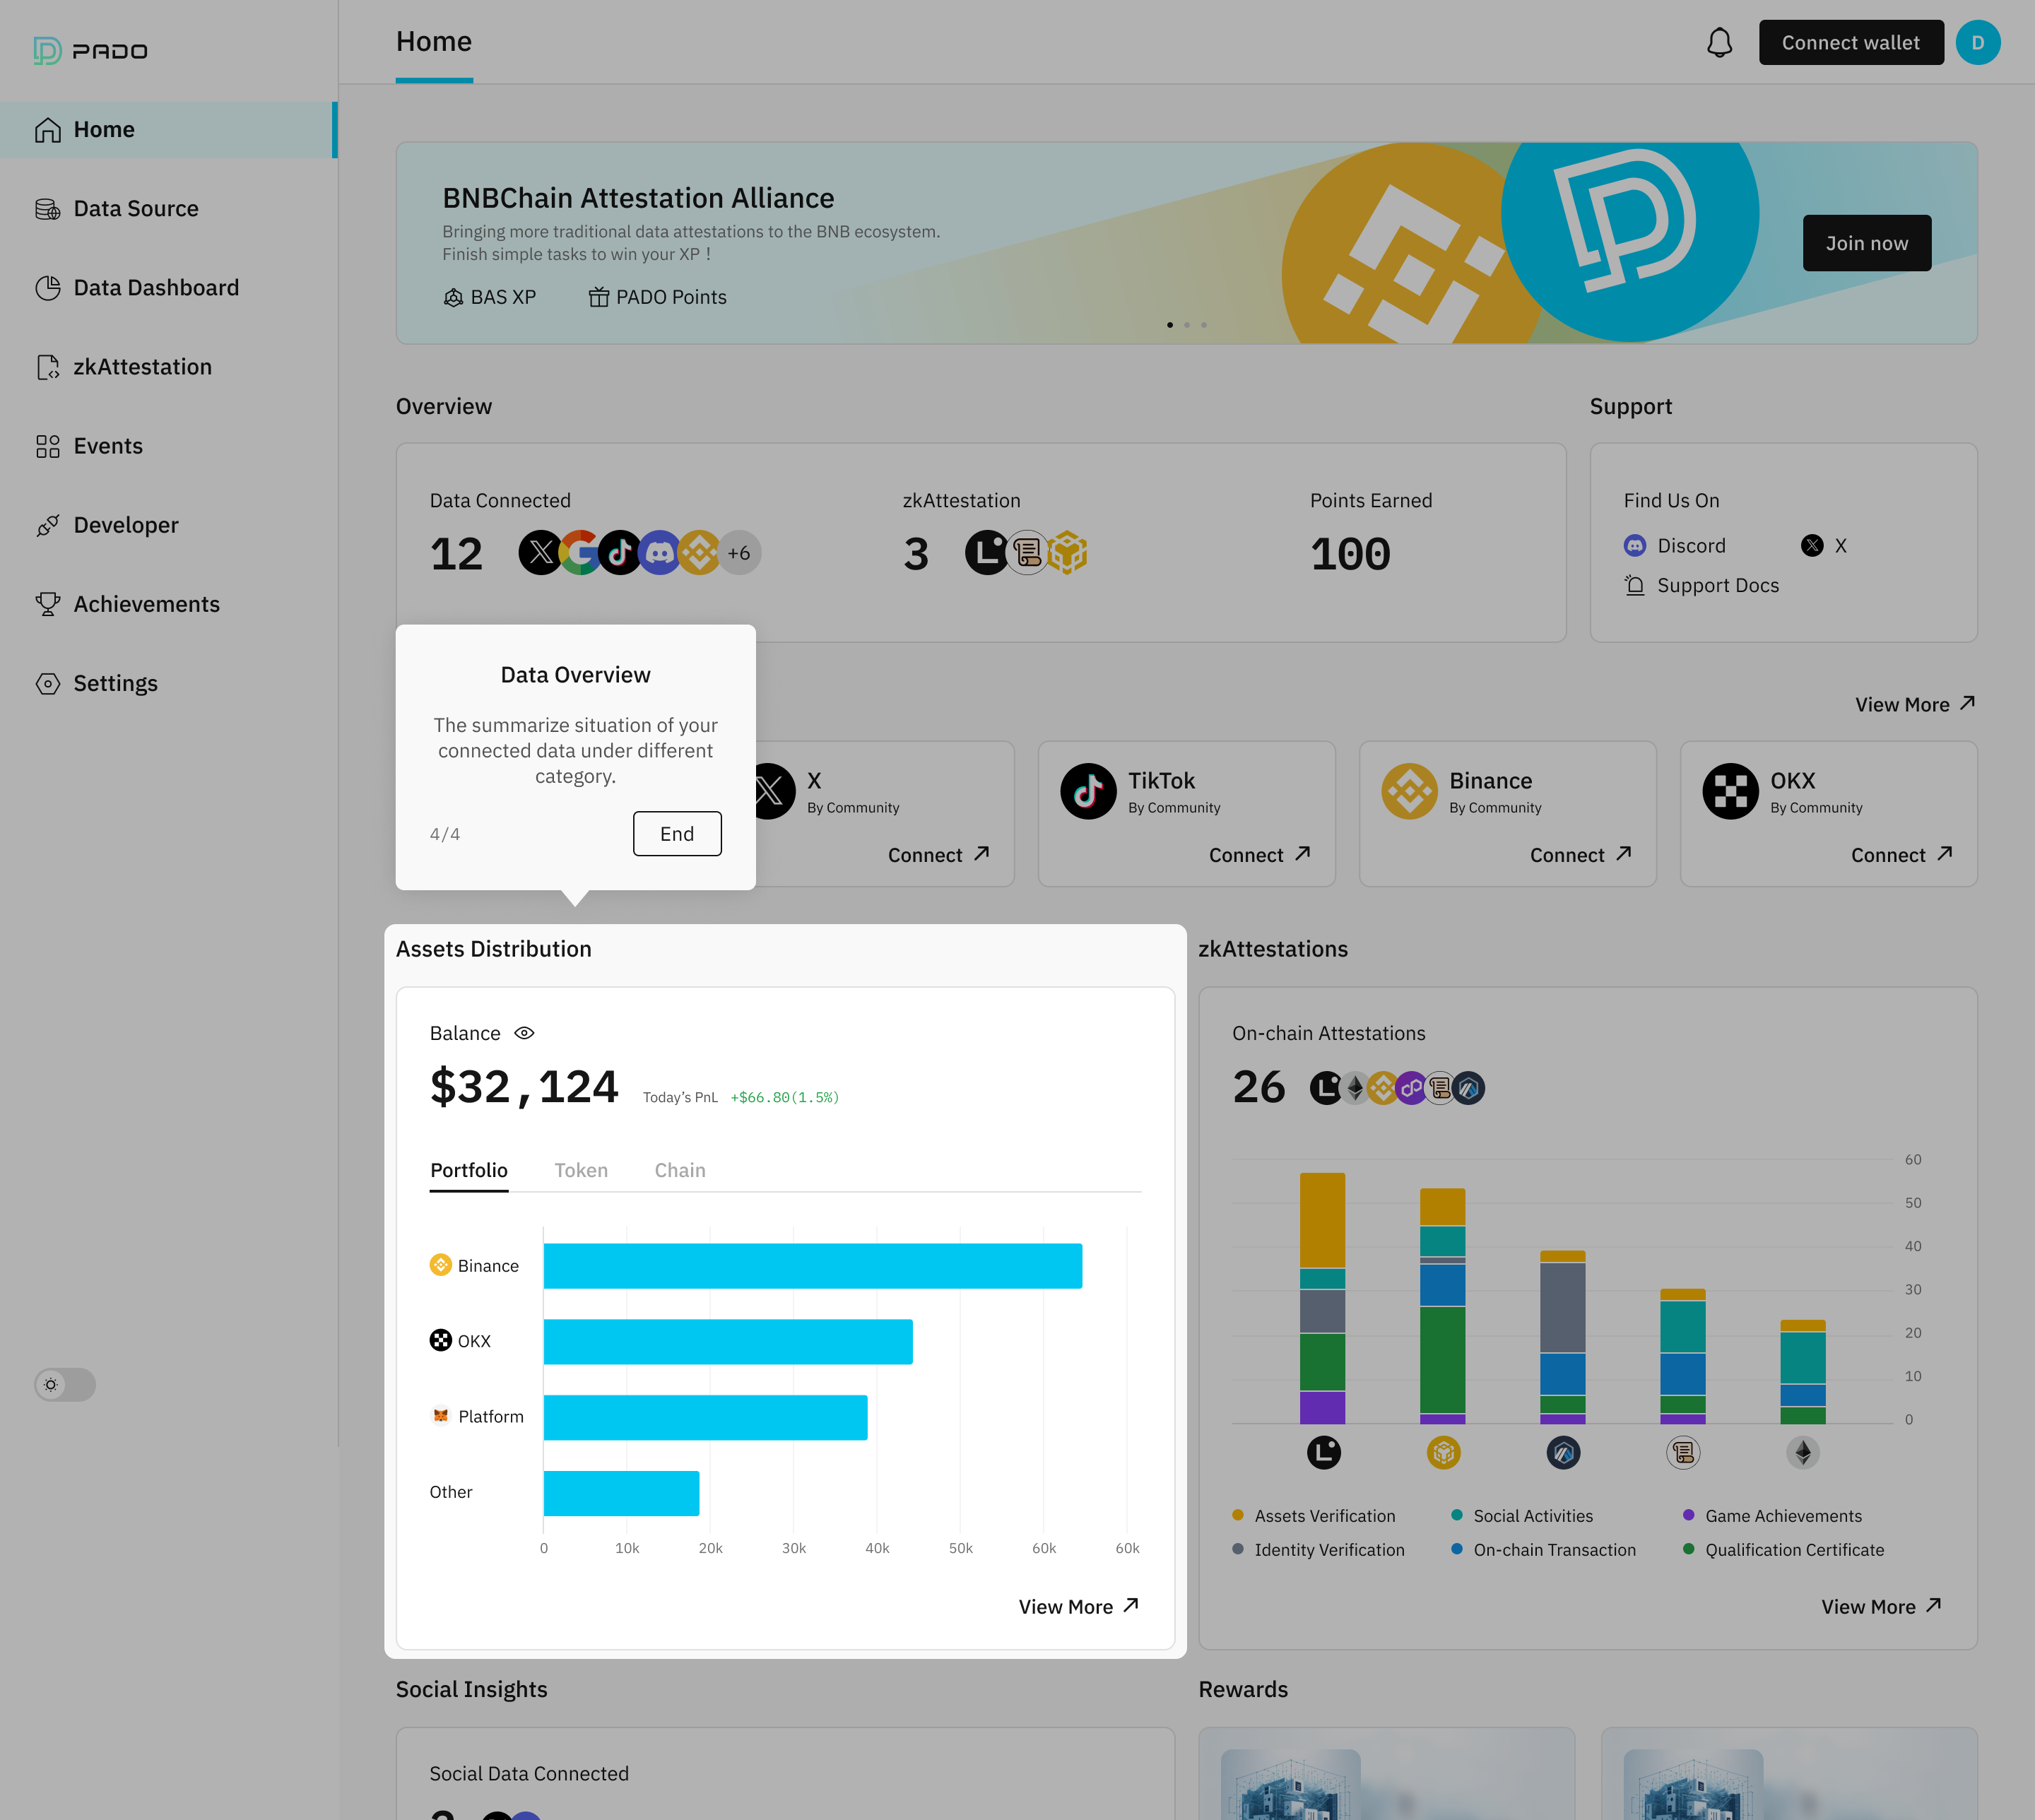 PADO
Home
Connect wallet
D
Home
Data Source
Data Dashboard
zkAttestation
Events
Developer
Achievements
Settings
BNBChain Attestation Alliance
Bringing more traditional data attestations to the BNB ecosystem.
Finish simple tasks to win your XP !
BAS XP
PADO Points
Join now
Overview
Support
Data Connected
12
+6
zkAttestation
3
Points Earned
100
Find Us On
Discord
X
Support Docs
Data Overview
The summarize situation of your
connected data under different
category.
4/4
End
View More
X
By Community
Connect
TikTok
By Community
Connect
Binance
By Community
Connect
OKX
By Community
Connect
Assets Distribution
Balance
$32,124
Today's PnL +$66.80(1.5%)
Portfolio
Token
Chain
Binance
OKX
Platform
Other
0 10k 20k 30k 40k 50k 60k 60k
View More
zkAttestations
On-chain Attestations
26
60
50
40
30
20
10
0
Assets Verification
Social Activities
Game Achievements
Identity Verification
On-chain Transaction
Qualification Certificate
View More
Social Insights
Social Data Connected
Rewards